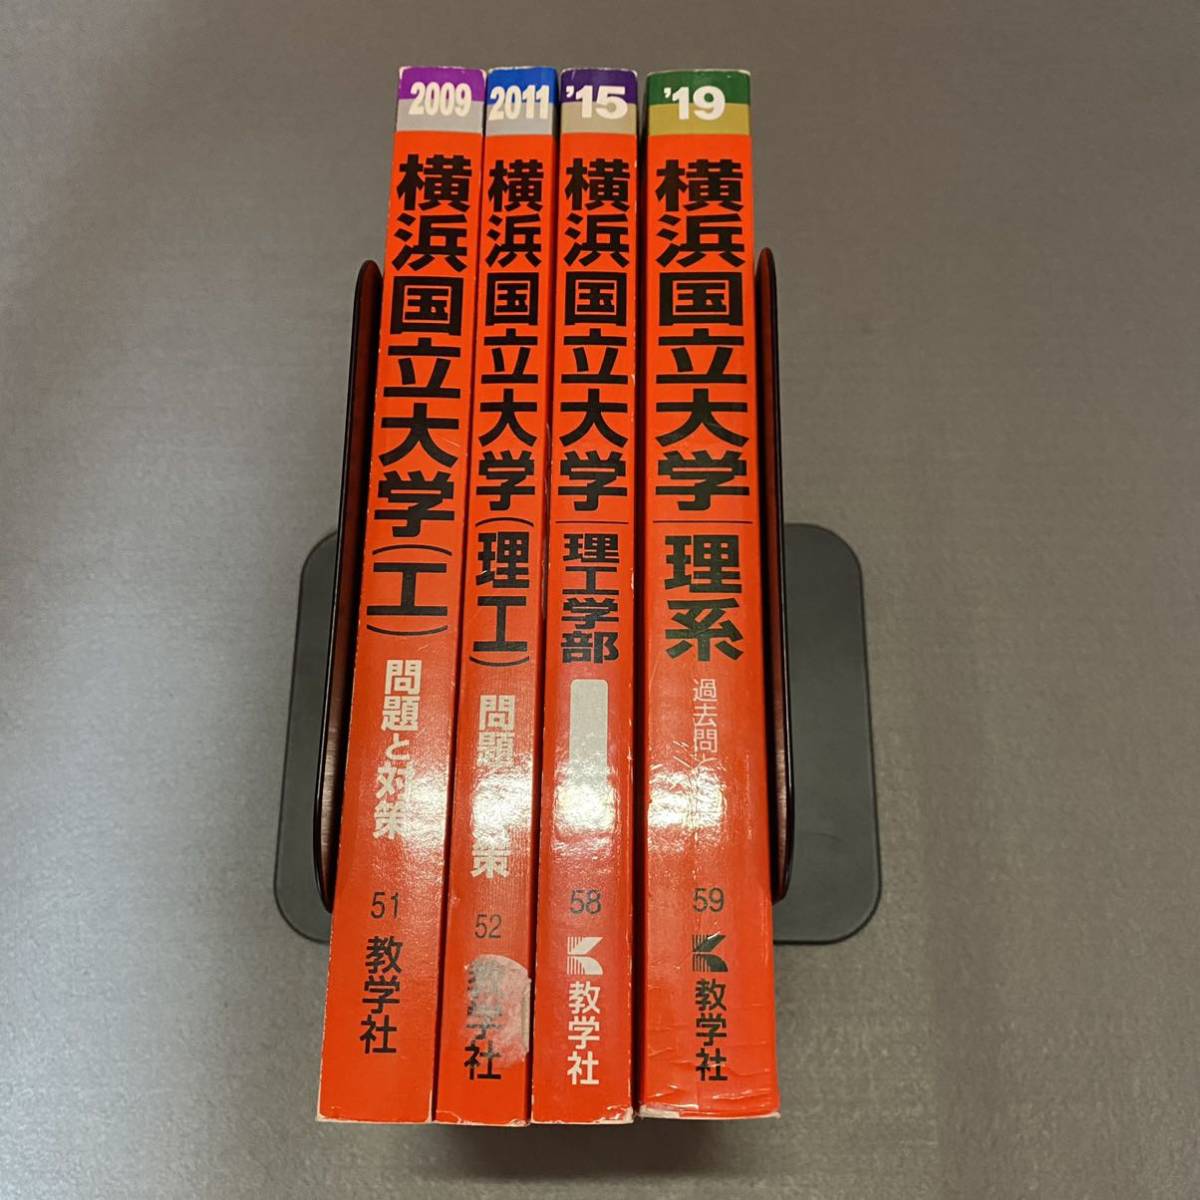 2009
横浜国立大学(工)
問題と対策
51
教学社
2011
横浜国立大学(理工)
問題 策
52
教学社
'15
横浜国立大学
理工学部
58
教学社
'19
横浜国立大学
理系
過去問と
59
教学社